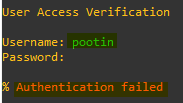 User Access Verification
Username: pootin
Password:
% Authentication failed